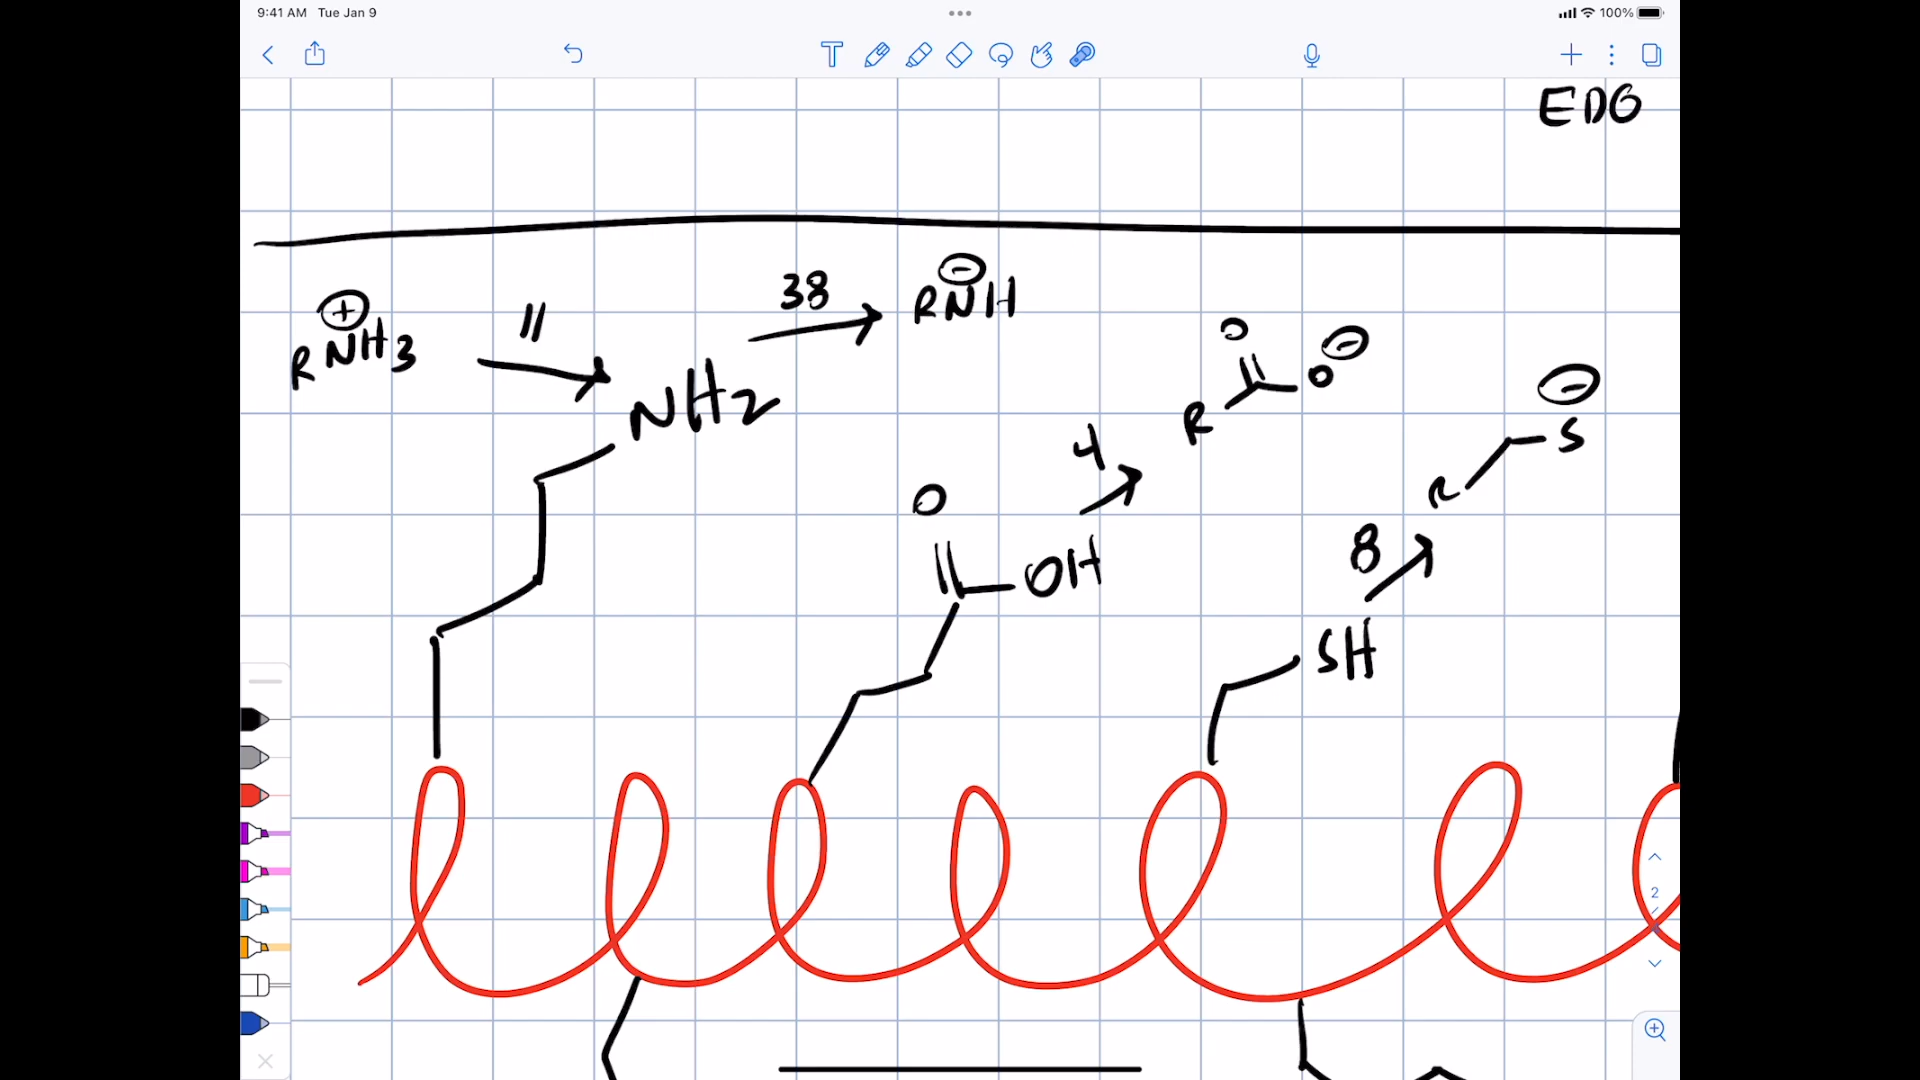 9:41 AM Tue Jan 9
100%
T
EDG
38
RNH
⊖
⊕
RNH3
11
NH2
O
⊖
O
R
4
⊖
S
R
O
OH
8
SH
2